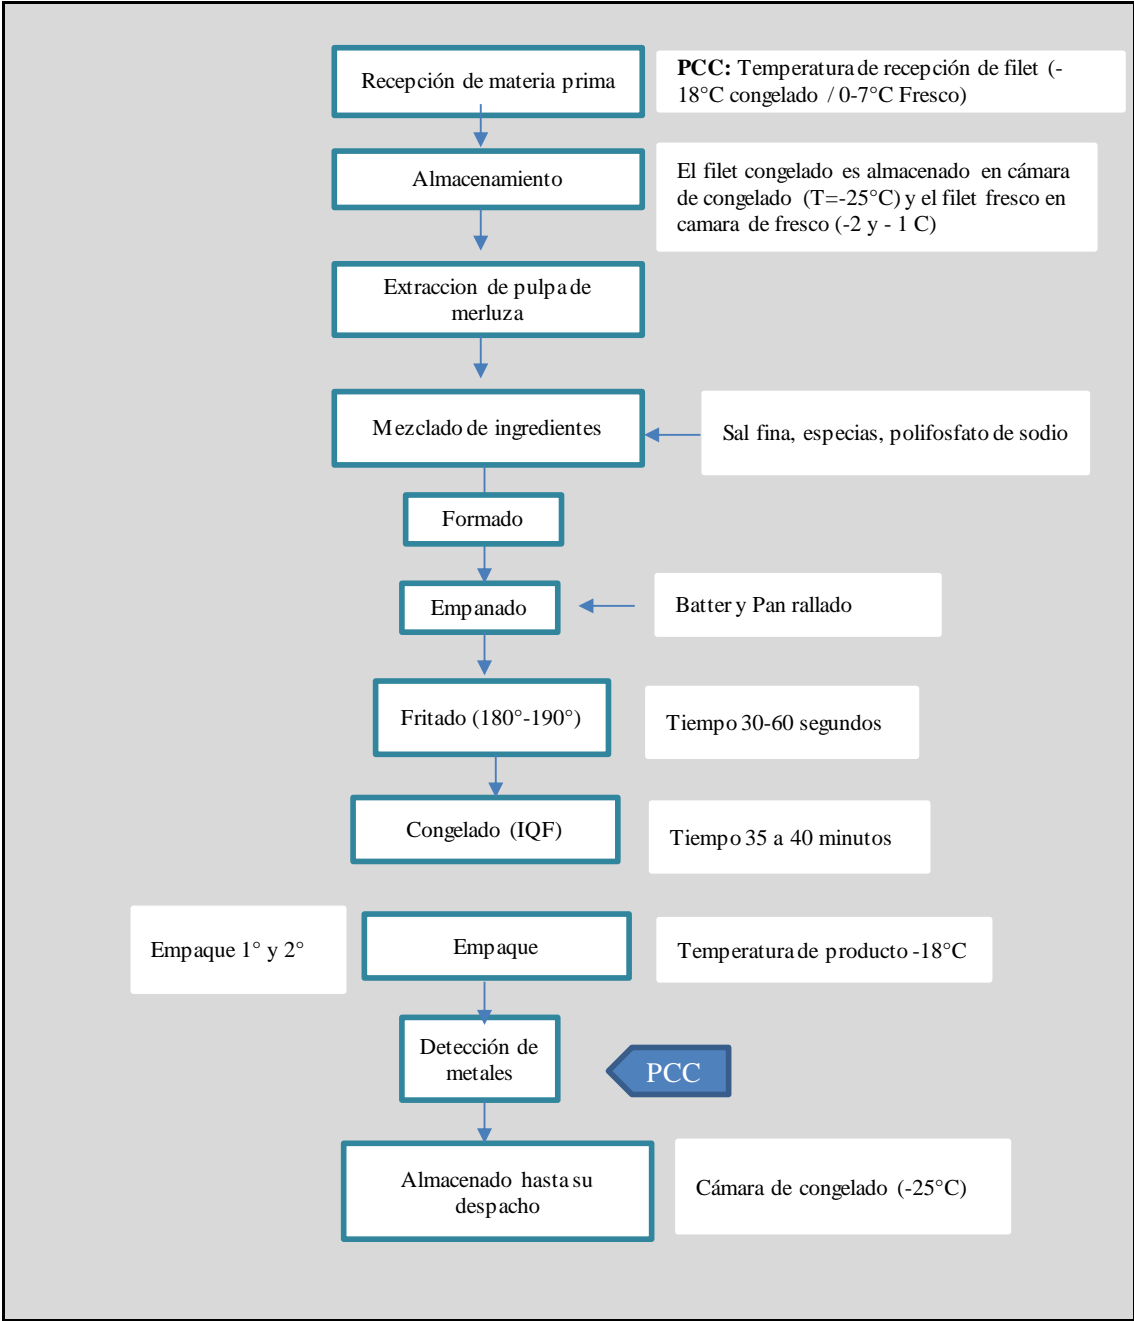 Recepción de materia prima
PCC: Temperatura de recepción de filet (-
18°C congelado / 0-7°C Fresco)
Almacenamiento
El filet congelado es almacenado en cámara
de congelado (T=-25°C) y el filet fresco en
camara de fresco (-2 y - 1 C)
Extraccion de pulpa de
merluza
Mezclado de ingredientes
Sal fina, especias, polifosfato de sodio
Formado
Empanado
Batter y Pan rallado
Fritado (180°-190°)
Tiempo 30-60 segundos
Congelado (IQF)
Tiempo 35 a 40 minutos
Empaque 1° y 2°
Empaque
Temperatura de producto -18°C
Detección de
metales
PCC
Almacenado hasta su
despacho
Cámara de congelado (-25°C)